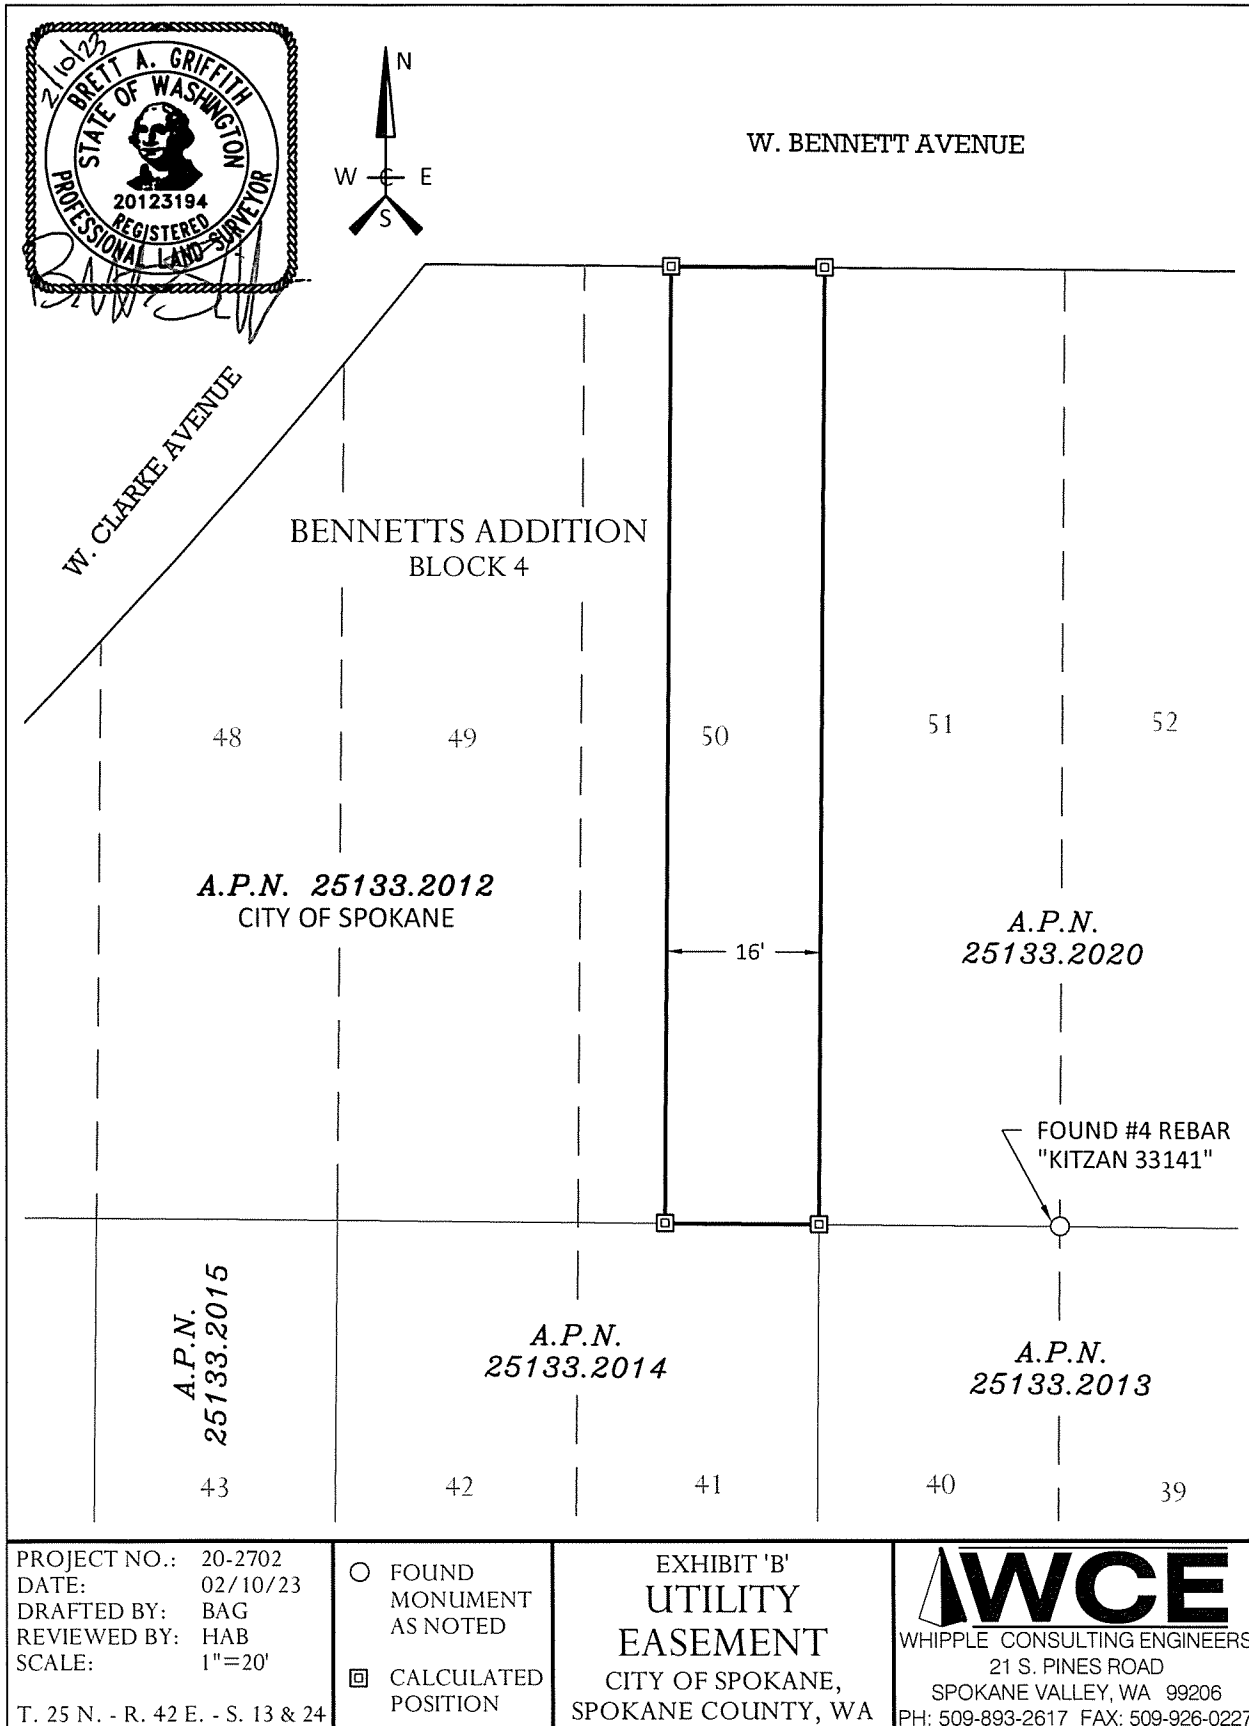 2/10/23
BRETT A. GRIFFITH
STATE OF WASHINGTON
20123194
REGISTERED
PROFESSIONAL LAND SURVEYOR
N
W C E
S
W. BENNETT AVENUE
W. CLARKE AVENUE
BENNETTS ADDITION
BLOCK 4
48
49
50
51
52
A.P.N. 25133.2012
CITY OF SPOKANE
A.P.N.
25133.2020
16'
FOUND #4 REBAR
"KITZAN 33141"
A.P.N.
25133.2015
A.P.N.
25133.2014
A.P.N.
25133.2013
43
42
41
40
39
PROJECT NO.: 20-2702
DATE: 02/10/23
DRAFTED BY: BAG
REVIEWED BY: HAB
SCALE: 1"=20'
T. 25 N. - R. 42 E. - S. 13 & 24
FOUND
MONUMENT
AS NOTED
CALCULATED
POSITION
EXHIBIT 'B'
UTILITY
EASEMENT
CITY OF SPOKANE,
SPOKANE COUNTY, WA
WCE
WHIPPLE CONSULTING ENGINEERS
21 S. PINES ROAD
SPOKANE VALLEY, WA 99206
PH: 509-893-2617 FAX: 509-926-0227